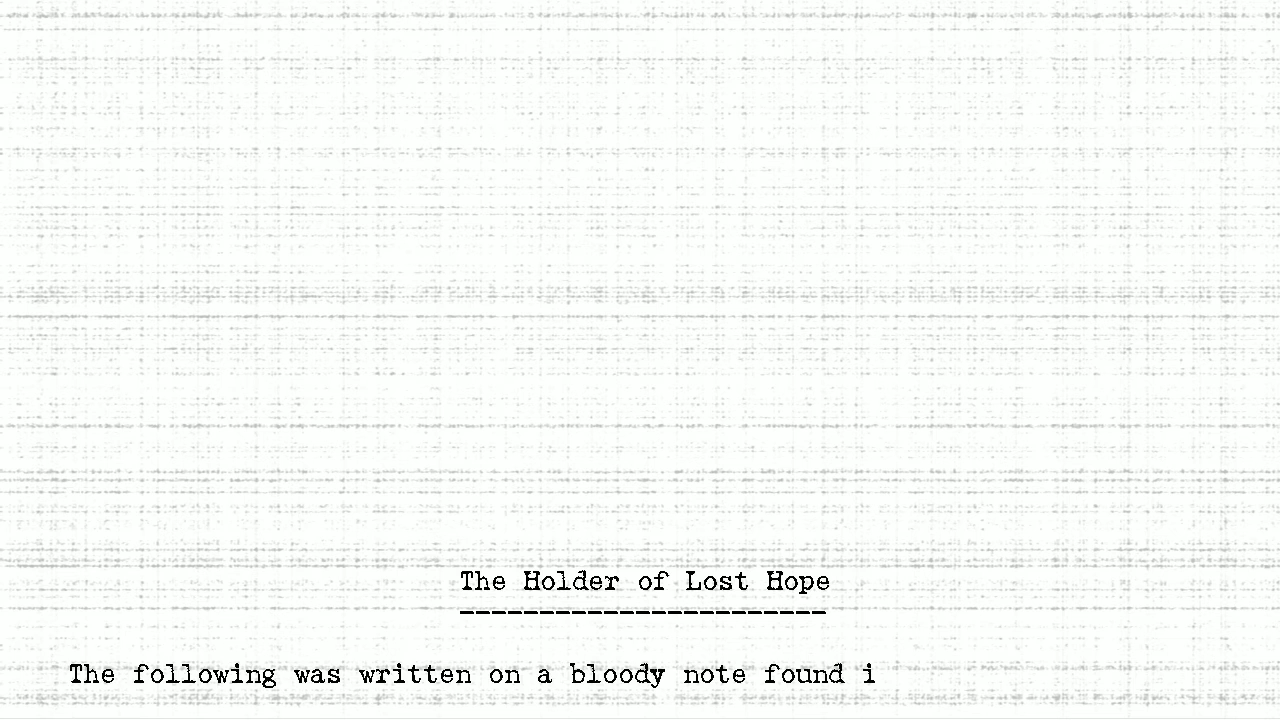 The Holder of Lost Hope
-----------------------
The following was written on a bloody note found i